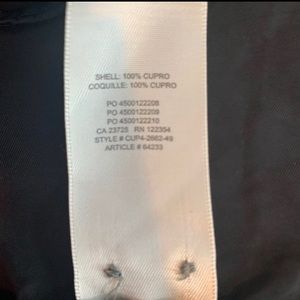 SHELL: 100% CUPRO
COQUILLE: 100% CUPRO
PO 4500122208
PO 4500122209
PO 4500122210
CA 23725 RN 122354
STYLE # CUP4-2662-49
ARTICLE # 64233